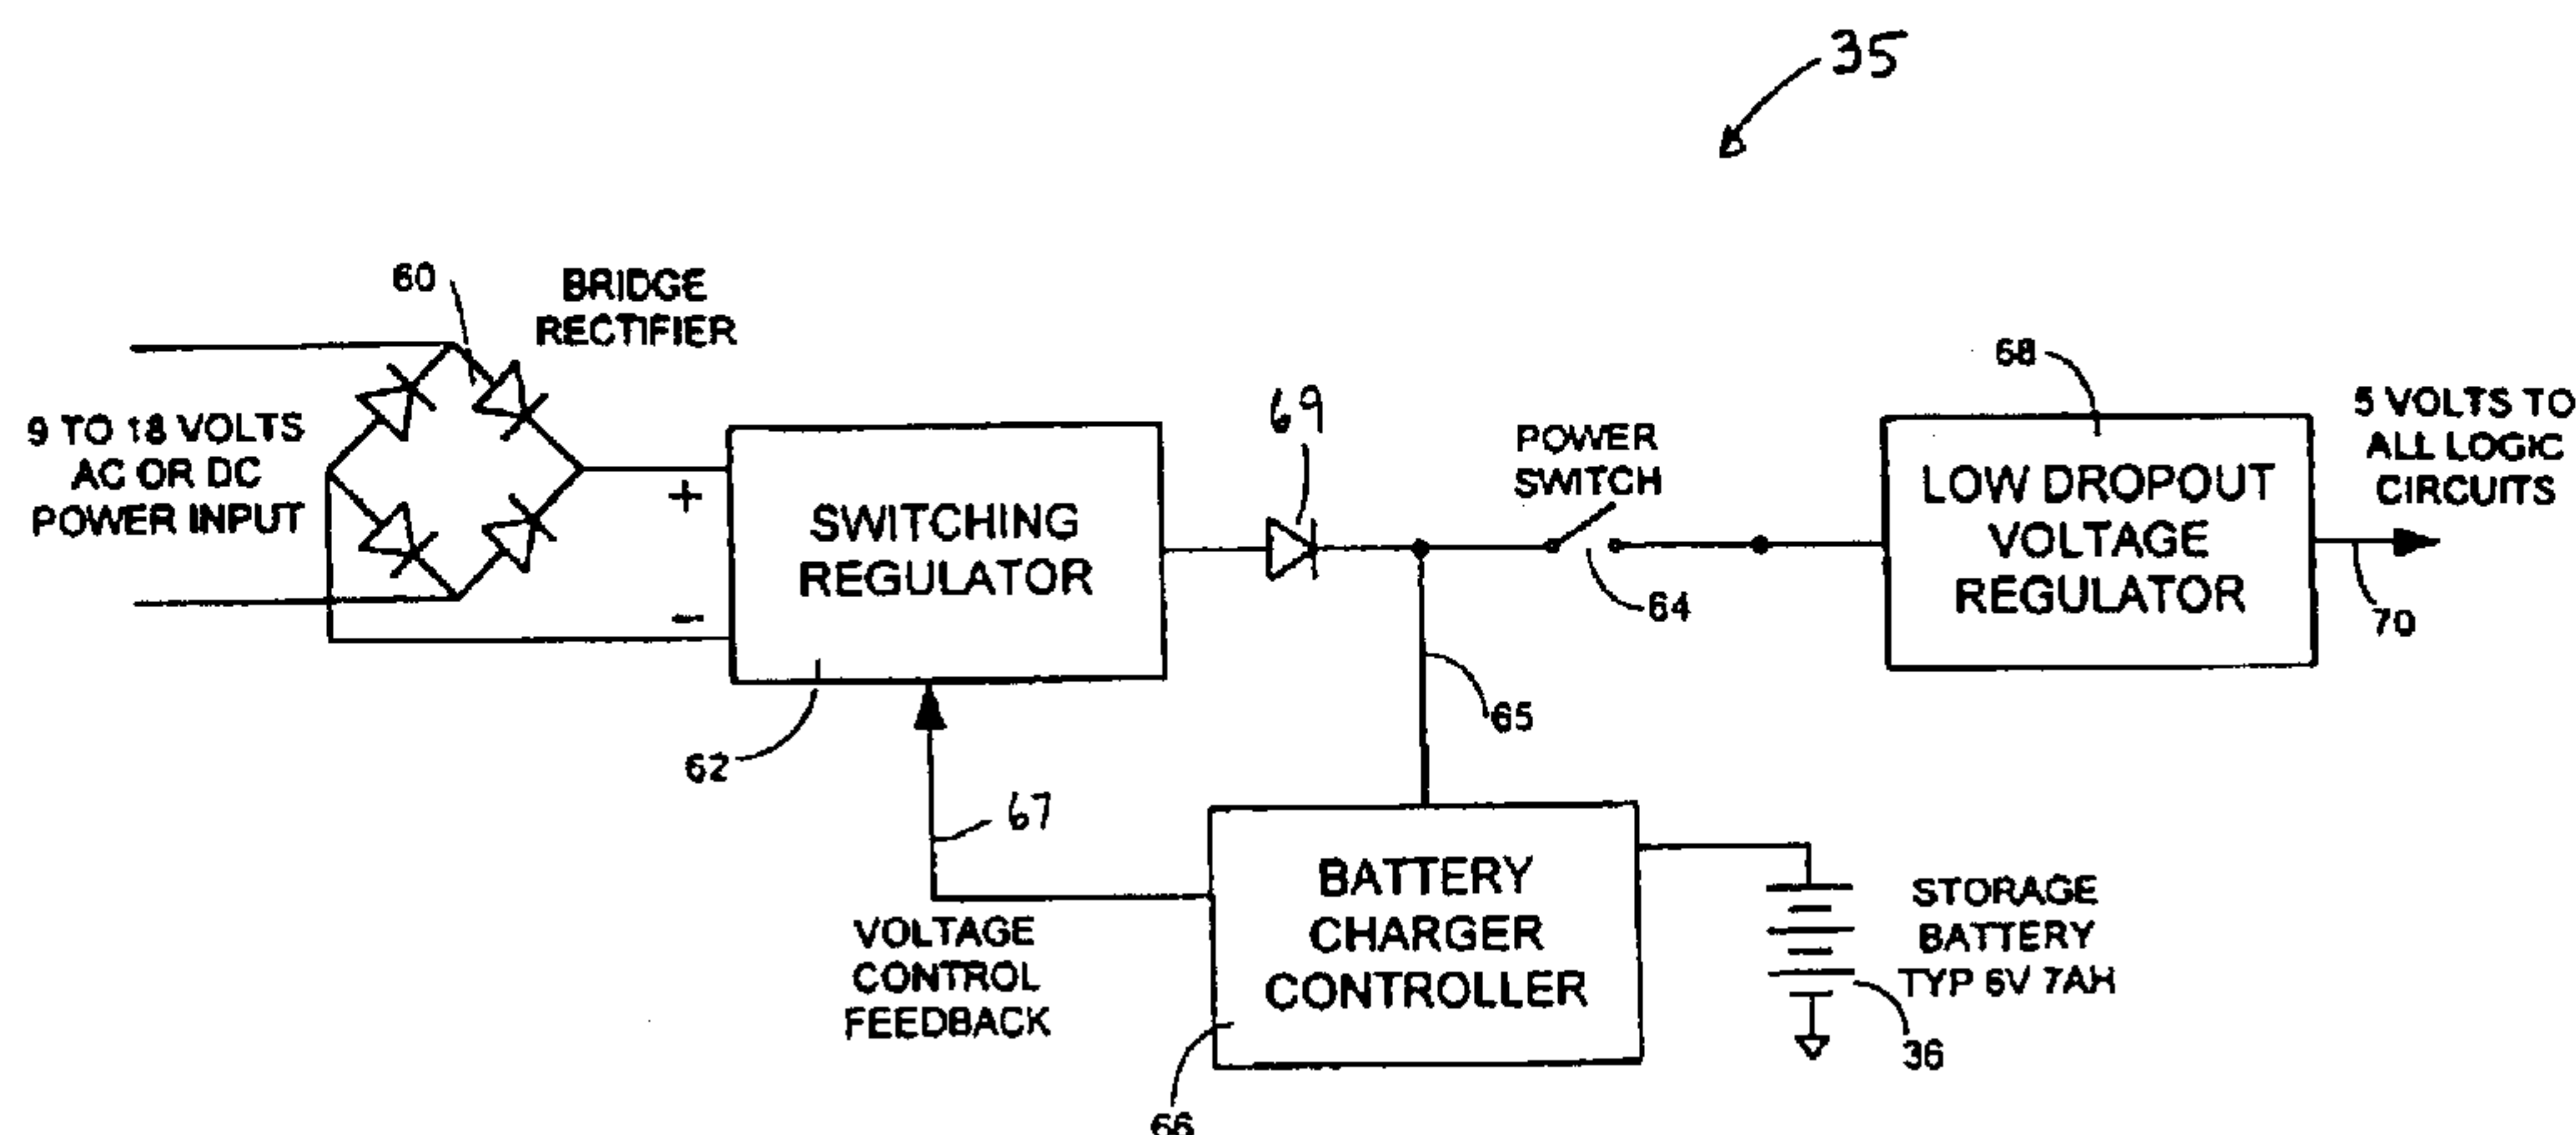 35
60
BRIDGE
RECTIFIER
9 TO 18 VOLTS
AC OR DC
POWER INPUT
+
-
SWITCHING
REGULATOR
62
69
POWER
SWITCH
64
68
LOW DROPOUT
VOLTAGE
REGULATOR
5 VOLTS TO
ALL LOGIC
CIRCUITS
70
65
67
VOLTAGE
CONTROL
FEEDBACK
BATTERY
CHARGER
CONTROLLER
66
STORAGE
BATTERY
TYP 6V 7AH
36